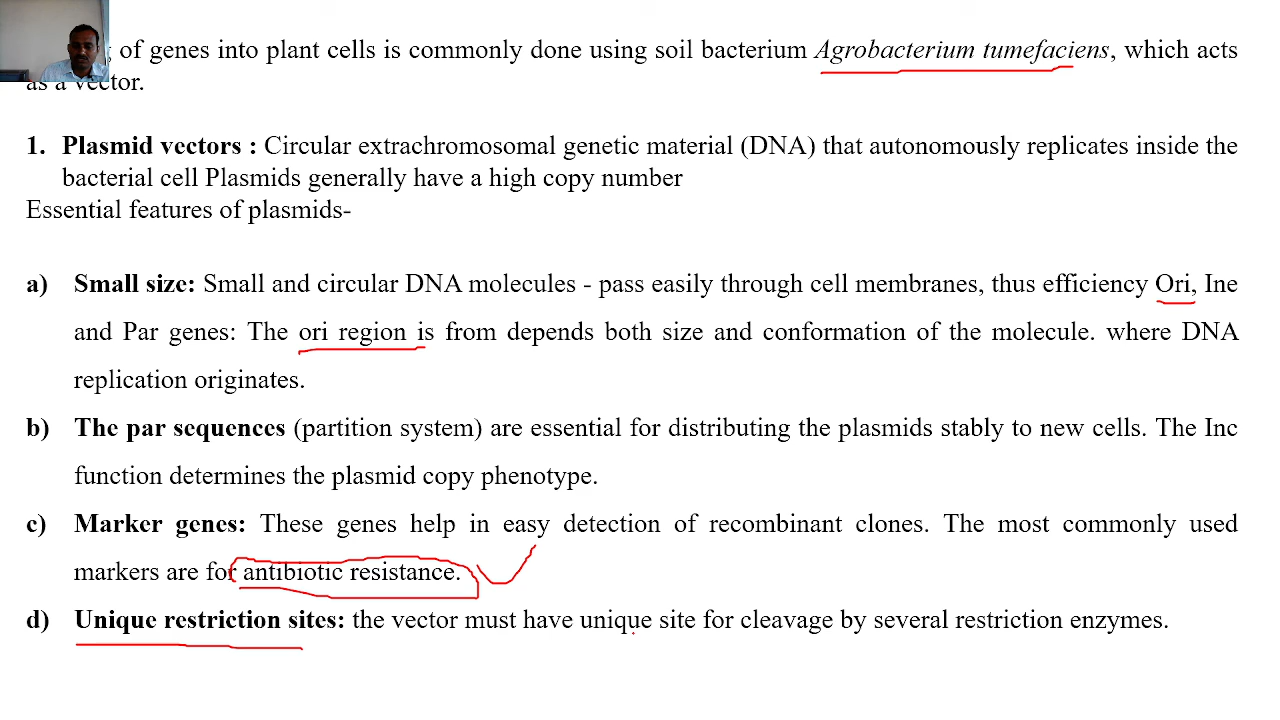 of genes into plant cells is commonly done using soil bacterium Agrobacterium tumefaciens, which acts
as a vector.
1. Plasmid vectors : Circular extrachromosomal genetic material (DNA) that autonomously replicates inside the
bacterial cell Plasmids generally have a high copy number
Essential features of plasmids-
a) Small size: Small and circular DNA molecules - pass easily through cell membranes, thus efficiency Ori, Ine
and Par genes: The ori region is from depends both size and conformation of the molecule. where DNA
replication originates.
b) The par sequences (partition system) are essential for distributing the plasmids stably to new cells. The Inc
function determines the plasmid copy phenotype.
c) Marker genes: These genes help in easy detection of recombinant clones. The most commonly used
markers are for antibiotic resistance.
d) Unique restriction sites: the vector must have unique site for cleavage by several restriction enzymes.